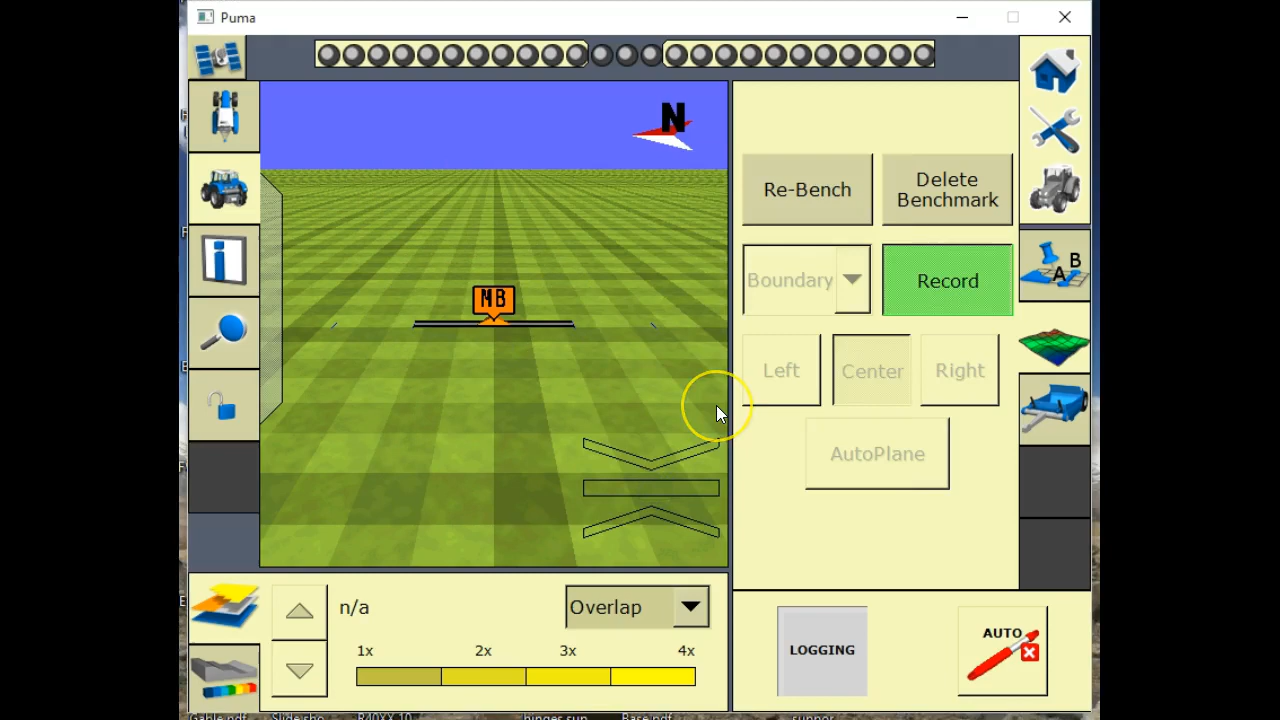 Puma
N
Re-Bench
Delete
Benchmark
MB
Boundary
Record
A B
Left
Center
Right
AutoPlane
n/a
Overlap
1x
2x
3x
4x
LOGGING
AUTO